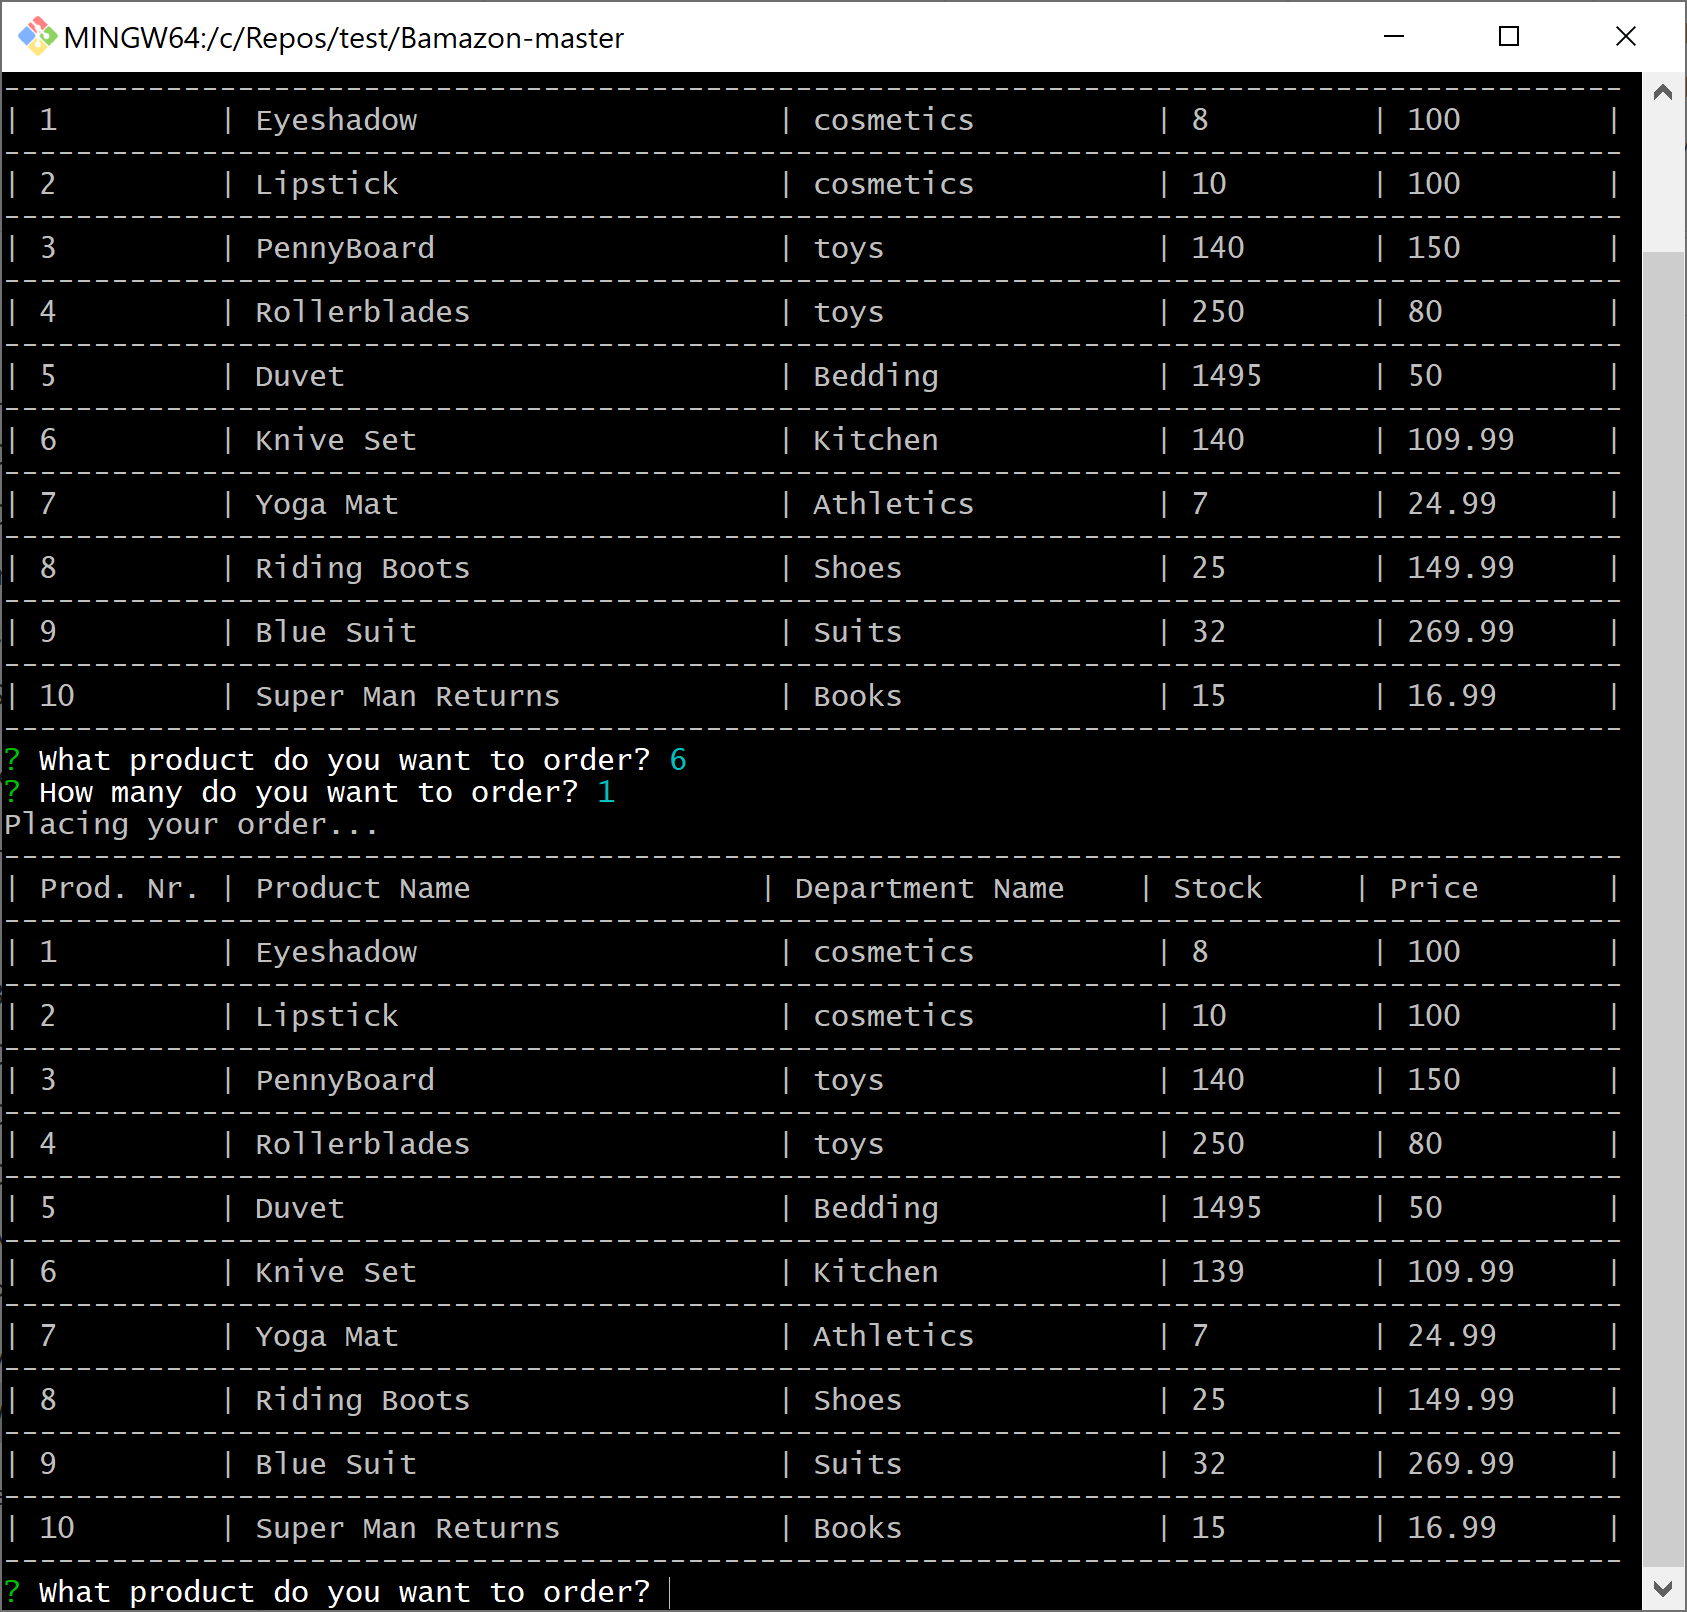 MINGW64:/c/Repos/test/Bamazon-master
------------------------------------------------------------------------------------------
| 1         | Eyeshadow                    | cosmetics          | 8         | 100        |
------------------------------------------------------------------------------------------
| 2         | Lipstick                     | cosmetics          | 10        | 100        |
------------------------------------------------------------------------------------------
| 3         | PennyBoard                   | toys               | 140       | 150        |
------------------------------------------------------------------------------------------
| 4         | Rollerblades                 | toys               | 250       | 80         |
------------------------------------------------------------------------------------------
| 5         | Duvet                        | Bedding            | 1495      | 50         |
------------------------------------------------------------------------------------------
| 6         | Knive Set                    | Kitchen            | 140       | 109.99     |
------------------------------------------------------------------------------------------
| 7         | Yoga Mat                     | Athletics          | 7         | 24.99      |
------------------------------------------------------------------------------------------
| 8         | Riding Boots                 | Shoes              | 25        | 149.99     |
------------------------------------------------------------------------------------------
| 9         | Blue Suit                    | Suits              | 32        | 269.99     |
------------------------------------------------------------------------------------------
| 10        | Super Man Returns            | Books              | 15        | 16.99      |
------------------------------------------------------------------------------------------
? What product do you want to order? 6
? How many do you want to order? 1
Placing your order...
------------------------------------------------------------------------------------------
| Prod. Nr. | Product Name                | Department Name    | Stock     | Price       |
------------------------------------------------------------------------------------------
| 1         | Eyeshadow                    | cosmetics          | 8         | 100        |
------------------------------------------------------------------------------------------
| 2         | Lipstick                     | cosmetics          | 10        | 100        |
------------------------------------------------------------------------------------------
| 3         | PennyBoard                   | toys               | 140       | 150        |
------------------------------------------------------------------------------------------
| 4         | Rollerblades                 | toys               | 250       | 80         |
------------------------------------------------------------------------------------------
| 5         | Duvet                        | Bedding            | 1495      | 50         |
------------------------------------------------------------------------------------------
| 6         | Knive Set                    | Kitchen            | 139       | 109.99     |
------------------------------------------------------------------------------------------
| 7         | Yoga Mat                     | Athletics          | 7         | 24.99      |
------------------------------------------------------------------------------------------
| 8         | Riding Boots                 | Shoes              | 25        | 149.99     |
------------------------------------------------------------------------------------------
| 9         | Blue Suit                    | Suits              | 32        | 269.99     |
------------------------------------------------------------------------------------------
| 10        | Super Man Returns            | Books              | 15        | 16.99      |
------------------------------------------------------------------------------------------
? What product do you want to order?